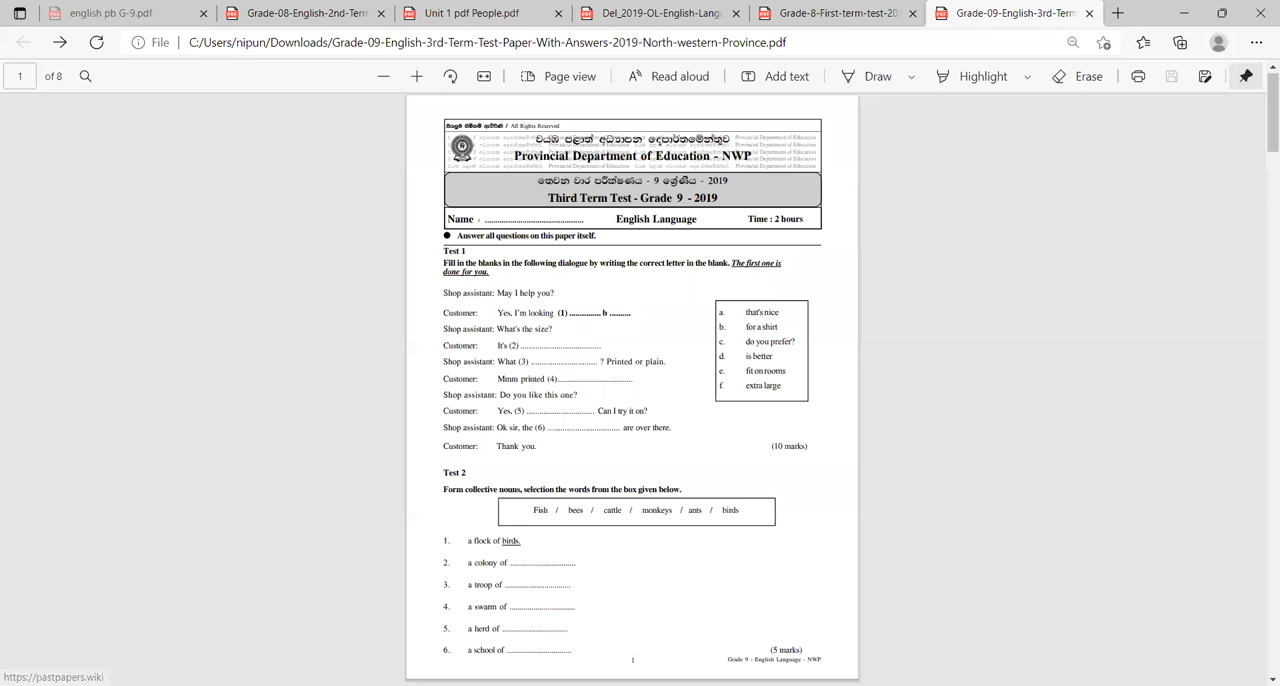 english pb G-9.pdf
Grade-08-English-2nd-Term
Unit 1 pdf People.pdf
Del_2019-OL-English-Langu
Grade-8-First-term-test-201
Grade-09-English-3rd-Term
File C:/Users/nipun/Downloads/Grade-09-English-3rd-Term-Test-Paper-With-Answers-2019-North-western-Province.pdf
1 of 8 Page view Read aloud Add text Draw Highlight Erase
සියලුම හිමිකම් ඇවිරිණි / All Rights Reserved
වයඹ පළාත් අධ්‍යාපන දෙපාර්තමේන්තුව
Provincial Department of Education - NWP
තෙවන වාර පරීක්ෂණය - 9 ශ්‍රේණිය - 2019
Third Term Test - Grade 9 - 2019
Name : ................................................ English Language Time : 2 hours
● Answer all questions on this paper itself.
Test 1
Fill in the blanks in the following dialogue by writing the correct letter in the blank. The first one is
done for you.
Shop assistant: May I help you?
Customer: Yes, I'm looking (1) ............... b ..........
Shop assistant: What's the size?
Customer: It's (2) ......................................
Shop assistant: What (3) ............................... ? Printed or plain.
Customer: Mmm printed (4)....................................
Shop assistant: Do you like this one?
Customer: Yes, (5) ................................ Can I try it on?
Shop assistant: Ok sir, the (6) .................................. are over there.
Customer: Thank you. (10 marks)
a. that's nice
b. for a shirt
c. do you prefer?
d. is better
e. fit on rooms
f. extra large
Test 2
Form collective nouns, selection the words from the box given below.
Fish / bees / cattle / monkeys / ants / birds
1. a flock of birds.
2. a colony of ...............................
3. a troop of ...............................
4. a swarm of ...............................
5. a herd of ...............................
6. a school of ............................... (5 marks)
1 Grade 9 - English Language - NWP
https://pastpapers.wiki